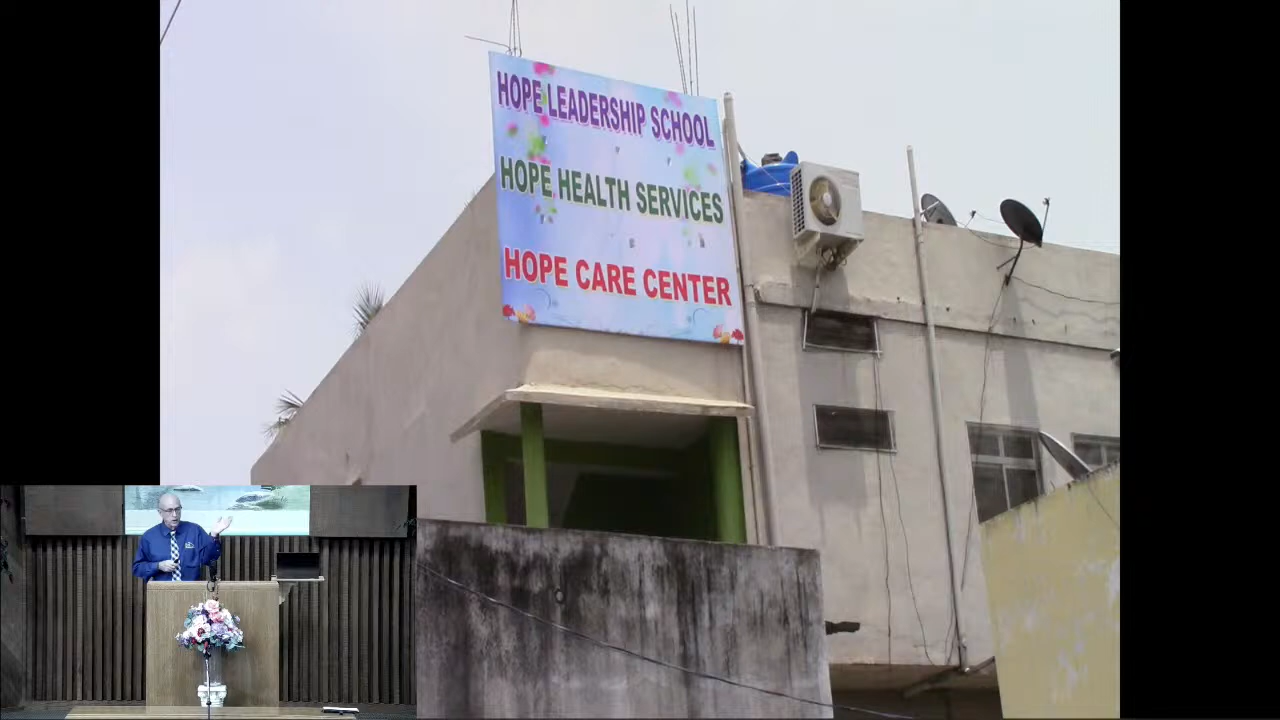 HOPE LEADERSHIP SCHOOL
HOPE HEALTH SERVICES
HOPE CARE CENTER